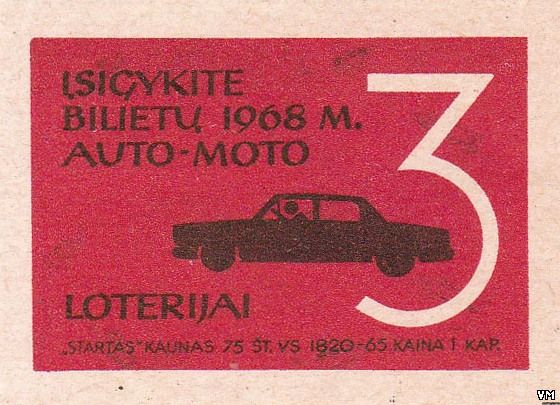 ĮSIGYKITE
BILIETŲ 1968 M.
AUTO-MOTO
3
LOTERIJAI
„STARTAS" KAUNAS 75 ŠT. VS 1820-65 KAINA 1 KAP.
VM